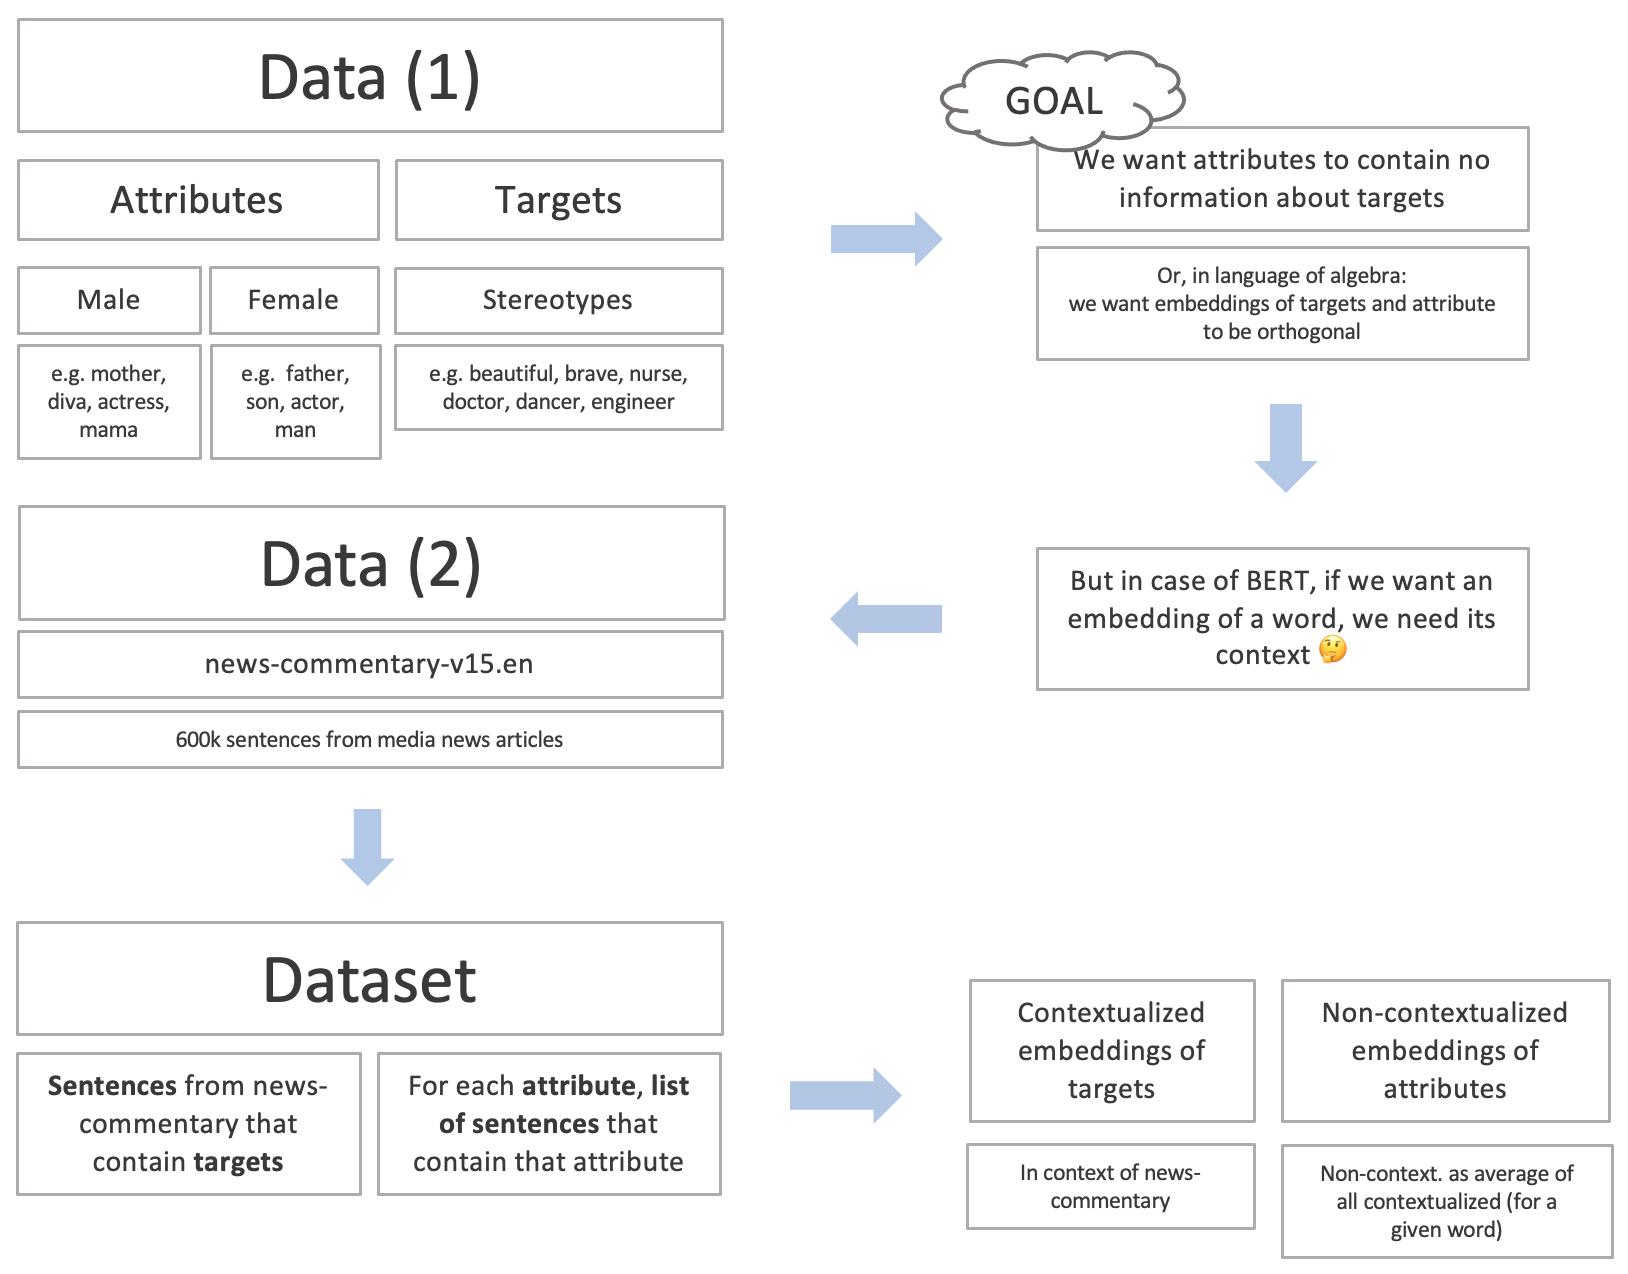 Data (1)
Attributes
Targets
Male
Female
Stereotypes
e.g. mother,
diva, actress,
mama
e.g. father,
son, actor,
man
e.g. beautiful, brave, nurse,
doctor, dancer, engineer
GOAL
We want attributes to contain no
information about targets
Or, in language of algebra:
we want embeddings of targets and attribute
to be orthogonal
But in case of BERT, if we want an
embedding of a word, we need its
context 🤔
Data (2)
news-commentary-v15.en
600k sentences from media news articles
Dataset
Sentences from news-
commentary that
contain targets
For each attribute, list
of sentences that
contain that attribute
Contextualized
embeddings of
targets
In context of news-
commentary
Non-contextualized
embeddings of
attributes
Non-context. as average of
all contextualized (for a
given word)